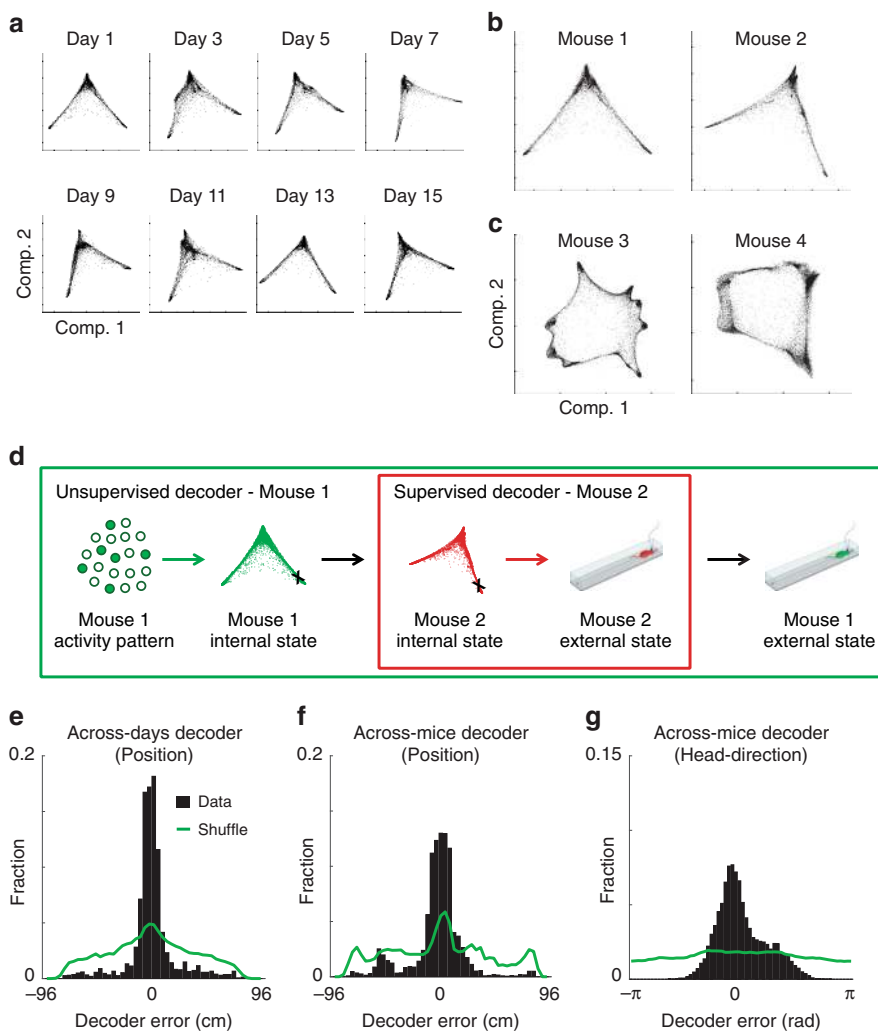 a
Day 1 Day 3 Day 5 Day 7
Day 9 Day 11 Day 13 Day 15
Comp. 2
Comp. 1
b
Mouse 1 Mouse 2
c
Mouse 3 Mouse 4
Comp. 2
Comp. 1
d
Unsupervised decoder - Mouse 1
Supervised decoder - Mouse 2
Mouse 1 activity pattern
Mouse 1 internal state
Mouse 2 internal state
Mouse 2 external state
Mouse 1 external state
e
Across-days decoder
(Position)
0.2
Data
Shuffle
Fraction
0
−96 0 96
Decoder error (cm)
f
Across-mice decoder
(Position)
0.2
Fraction
0
−96 0 96
Decoder error (cm)
g
Across-mice decoder
(Head-direction)
0.15
Fraction
0
−π 0 π
Decoder error (rad)